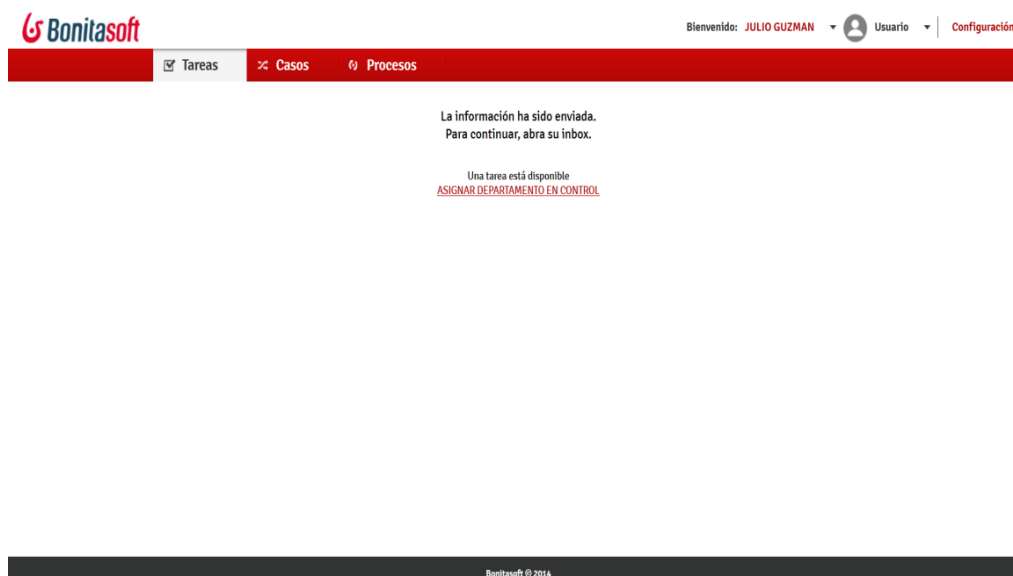 Bonitasoft
Bienvenido: JULIO GUZMAN Usuario Configuración
Tareas Casos Procesos
La información ha sido enviada.
Para continuar, abra su inbox.
Una tarea está disponible
ASIGNAR DEPARTAMENTO EN CONTROL
Bonitasoft © 2014